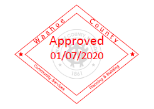 Washoe County
Approved
01/07/2020
Community Services Planning & Building